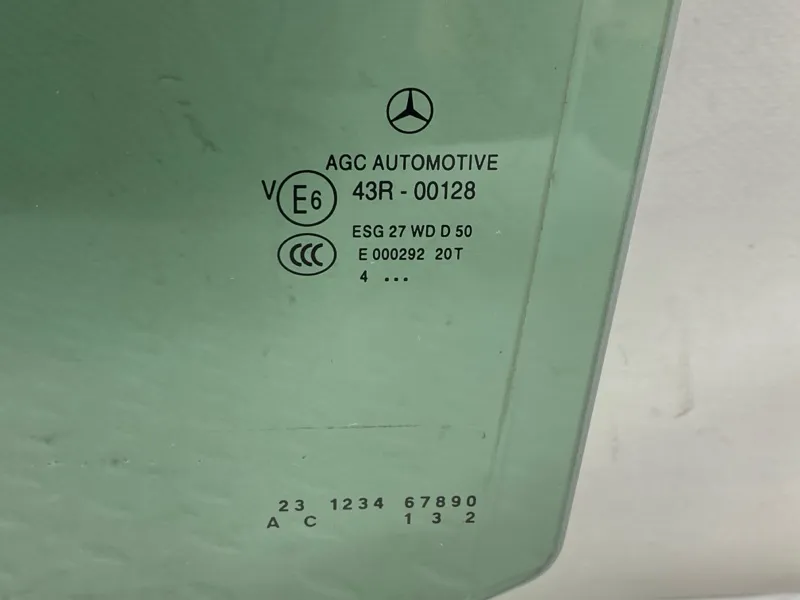 AGC AUTOMOTIVE
V E6 43R - 00128
ESG 27 WD D 50
CCC E 000292 20T
4 ...
23 1234 67890
A C 1 3 2